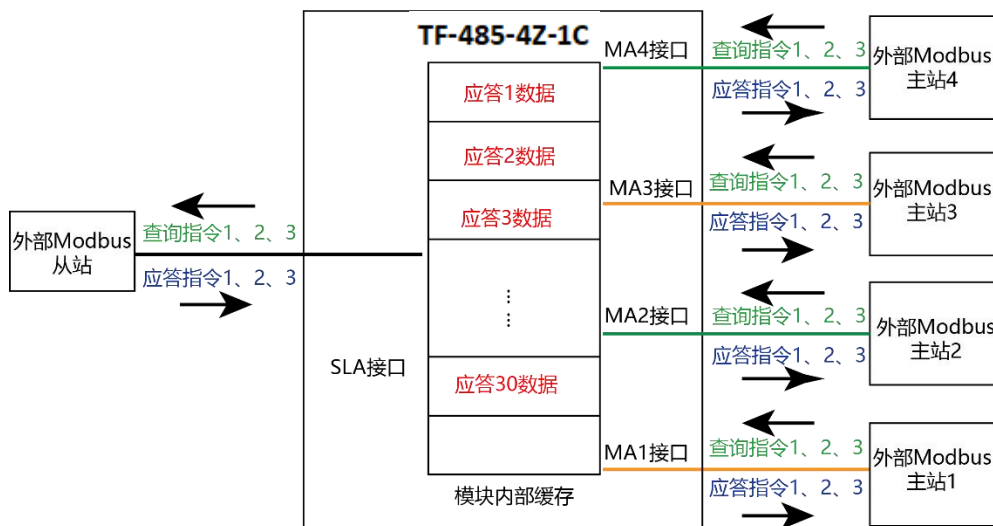 TF-485-4Z-1C
MA4接口
查询指令1、2、3
应答指令1、2、3
外部Modbus
主站4
应答1数据
应答2数据
应答3数据
MA3接口
查询指令1、2、3
应答指令1、2、3
外部Modbus
主站3
外部Modbus
从站
查询指令1、2、3
应答指令1、2、3
SLA接口
MA2接口
查询指令1、2、3
应答指令1、2、3
外部Modbus
主站2
应答30数据
MA1接口
查询指令1、2、3
应答指令1、2、3
外部Modbus
主站1
模块内部缓存